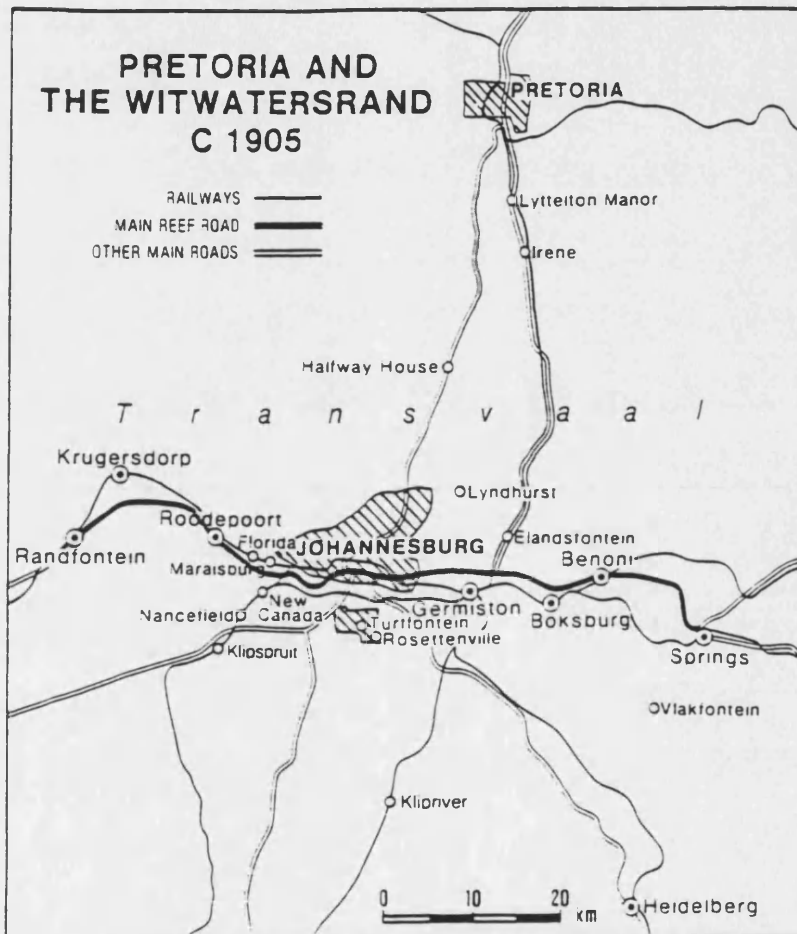 PRETORIA AND
THE WITWATERSRAND
C 1905
RAILWAYS
MAIN REEF ROAD
OTHER MAIN ROADS
PRETORIA
Lyttelton Manor
Irene
Halfway House
Transvaal
Krugersdorp
Lyndhurst
Roodepoort
Florida
Elandsfontein
JOHANNESBURG
Randfontein
Benoni
Maraisburg
New
Canada
Nancefield
Germiston
Boksburg
Turffontein
Rosettenville
Klipspruit
Springs
Vlakfontein
Klipriver
0 10 20
km
Heidelberg